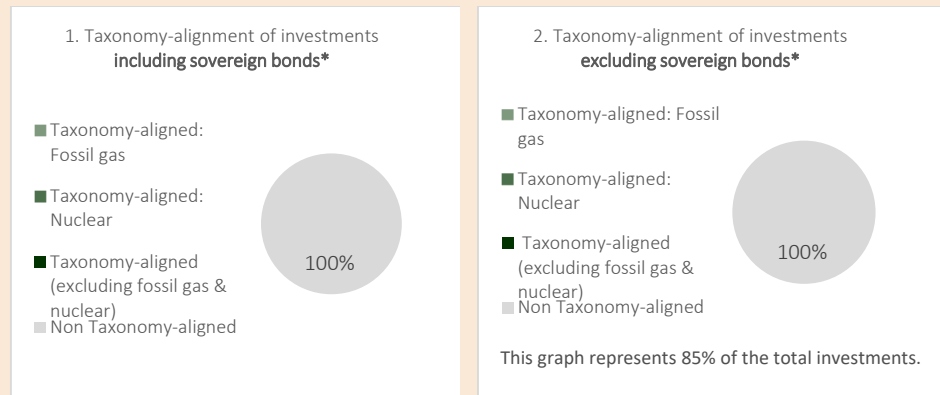 1. Taxonomy-alignment of investments
including sovereign bonds*
Taxonomy-aligned:
Fossil gas
Taxonomy-aligned:
Nuclear
Taxonomy-aligned
(excluding fossil gas &
nuclear)
Non Taxonomy-aligned
100%
2. Taxonomy-alignment of investments
excluding sovereign bonds*
Taxonomy-aligned: Fossil
gas
Taxonomy-aligned:
Nuclear
Taxonomy-aligned
(excluding fossil gas &
nuclear)
Non Taxonomy-aligned
100%
This graph represents 85% of the total investments.